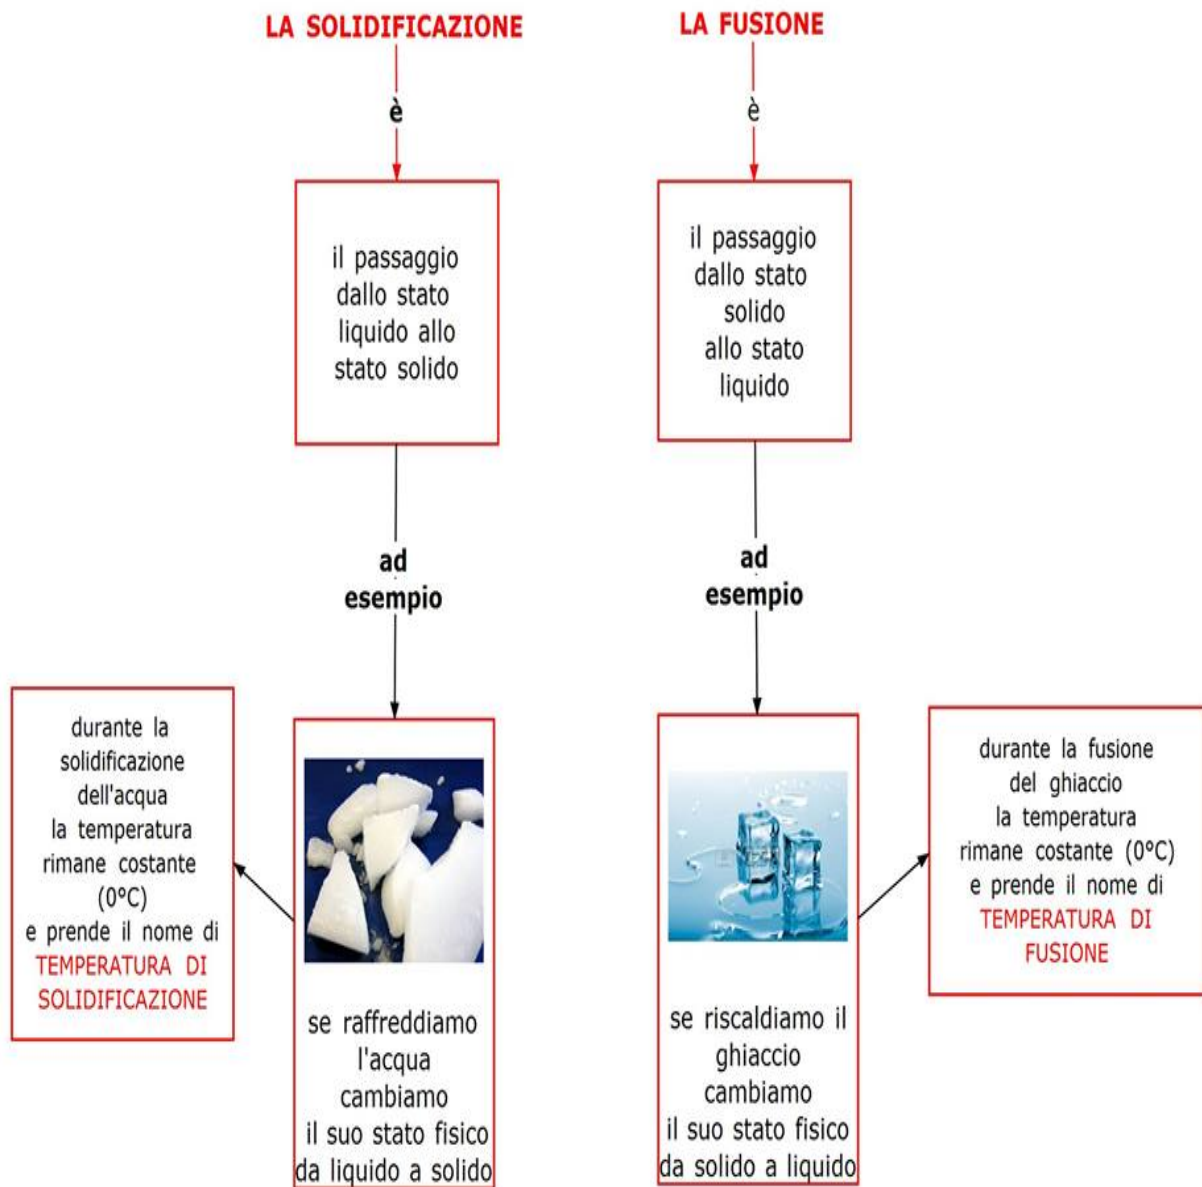 LA SOLIDIFICAZIONE
è
il passaggio
dallo stato
liquido allo
stato solido
ad
esempio
se raffreddiamo
l'acqua
cambiamo
il suo stato fisico
da liquido a solido
durante la
solidificazione
dell'acqua
la temperatura
rimane costante
(0°C)
e prende il nome di
TEMPERATURA DI
SOLIDIFICAZIONE
LA FUSIONE
è
il passaggio
dallo stato
solido
allo stato
liquido
ad
esempio
se riscaldiamo il
ghiaccio
cambiamo
il suo stato fisico
da solido a liquido
durante la fusione
del ghiaccio
la temperatura
rimane costante (0°C)
e prende il nome di
TEMPERATURA DI
FUSIONE